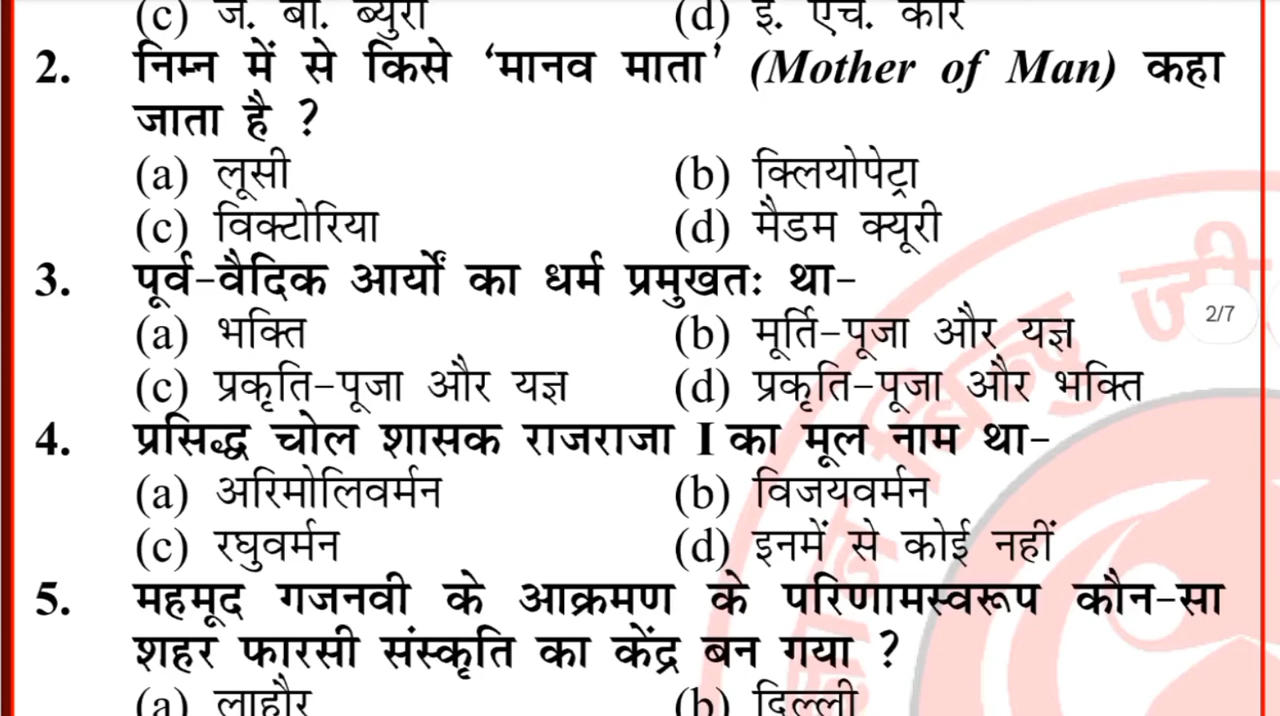 (c) जे. बी. ब्युरी (d) ई. एच. कार
2. निम्न में से किसे ‘मानव माता’ (Mother of Man) कहा
जाता है ?
(a) लूसी (b) क्लियोपेट्रा
(c) विक्टोरिया (d) मैडम क्यूरी
3. पूर्व-वैदिक आर्यों का धर्म प्रमुखतः था-
(a) भक्ति (b) मूर्ति-पूजा और यज्ञ
(c) प्रकृति-पूजा और यज्ञ (d) प्रकृति-पूजा और भक्ति
2/7
4. प्रसिद्ध चोल शासक राजराजा I का मूल नाम था-
(a) अरिमोलिवर्मन (b) विजयवर्मन
(c) रघुवर्मन (d) इनमें से कोई नहीं
5. महमूद गजनवी के आक्रमण के परिणामस्वरूप कौन-सा
शहर फारसी संस्कृति का केंद्र बन गया ?
(a) लाहौर (b) दिल्ली